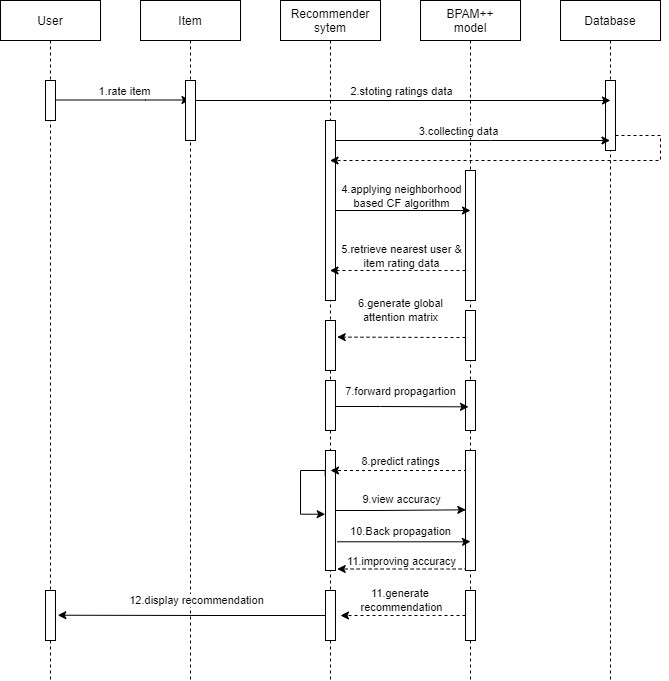 User
Item
Recommender
sytem
BPAM++
model
Database
1.rate item
2.stoting ratings data
3.collecting data
4.applying neighborhood
based CF algorithm
5.retrieve nearest user &
item rating data
6.generate global
attention matrix
7.forward propagartion
8.predict ratings
9.view accuracy
10.Back propagation
11.improving accuracy
12.display recommendation
11.generate
recommendation